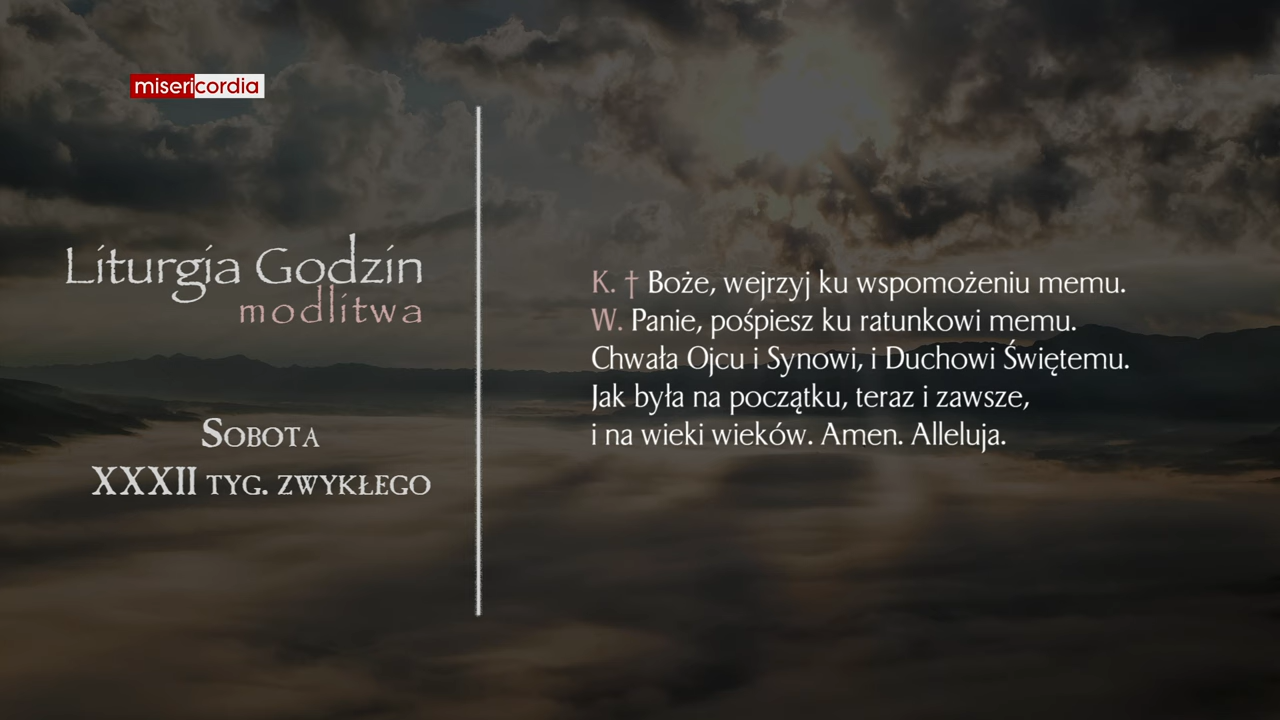 misericordia
Liturgia Godzin
modlitwa
Sobota
XXXII tyg. zwykłego
K. † Boże, wejrzyj ku wspomożeniu memu.
W. Panie, pośpiesz ku ratunkowi memu.
Chwała Ojcu i Synowi, i Duchowi Świętemu.
Jak była na początku, teraz i zawsze,
i na wieki wieków. Amen. Alleluja.